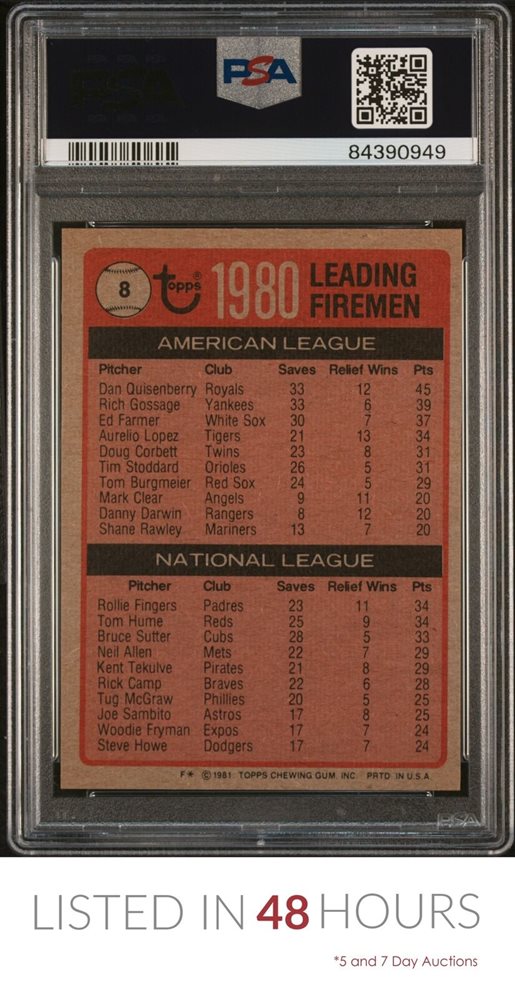 PSA
84390949
8 Topps® 1980 LEADING FIREMEN
AMERICAN LEAGUE
Pitcher Club Saves Relief Wins Pts
Dan Quisenberry Royals 33 12 45
Rich Gossage Yankees 33 6 39
Ed Farmer White Sox 30 7 37
Aurelio Lopez Tigers 21 13 34
Doug Corbett Twins 23 8 31
Tim Stoddard Orioles 26 5 31
Tom Burgmeier Red Sox 24 5 29
Mark Clear Angels 9 11 20
Danny Darwin Rangers 8 12 20
Shane Rawley Mariners 13 7 20
NATIONAL LEAGUE
Pitcher Club Saves Relief Wins Pts
Rollie Fingers Padres 23 11 34
Tom Hume Reds 25 9 34
Bruce Sutter Cubs 28 5 33
Neil Allen Mets 22 7 29
Kent Tekulve Pirates 21 8 29
Rick Camp Braves 22 6 28
Tug McGraw Phillies 20 5 25
Joe Sambito Astros 17 8 25
Woodie Fryman Expos 17 7 24
Steve Howe Dodgers 17 7 24
F* © 1981 TOPPS CHEWING GUM, INC. PRTD. IN U.S.A.
PSA
LISTED IN 48 HOURS
*5 and 7 Day Auctions